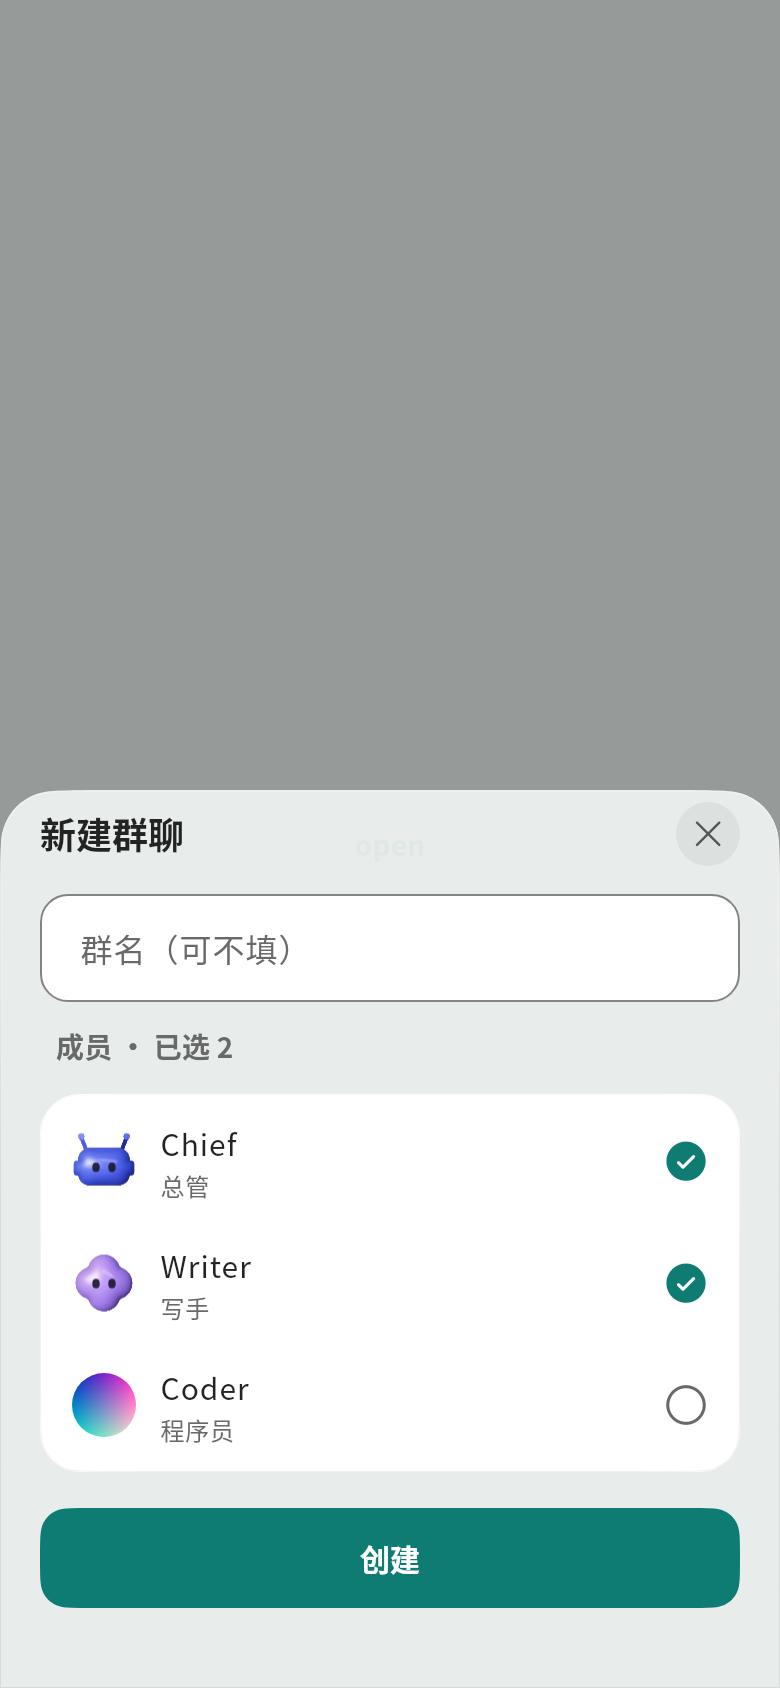 新建群聊
open
群名（可不填）
成员 · 已选 2
Chief
总管
Writer
写手
Coder
程序员
创建